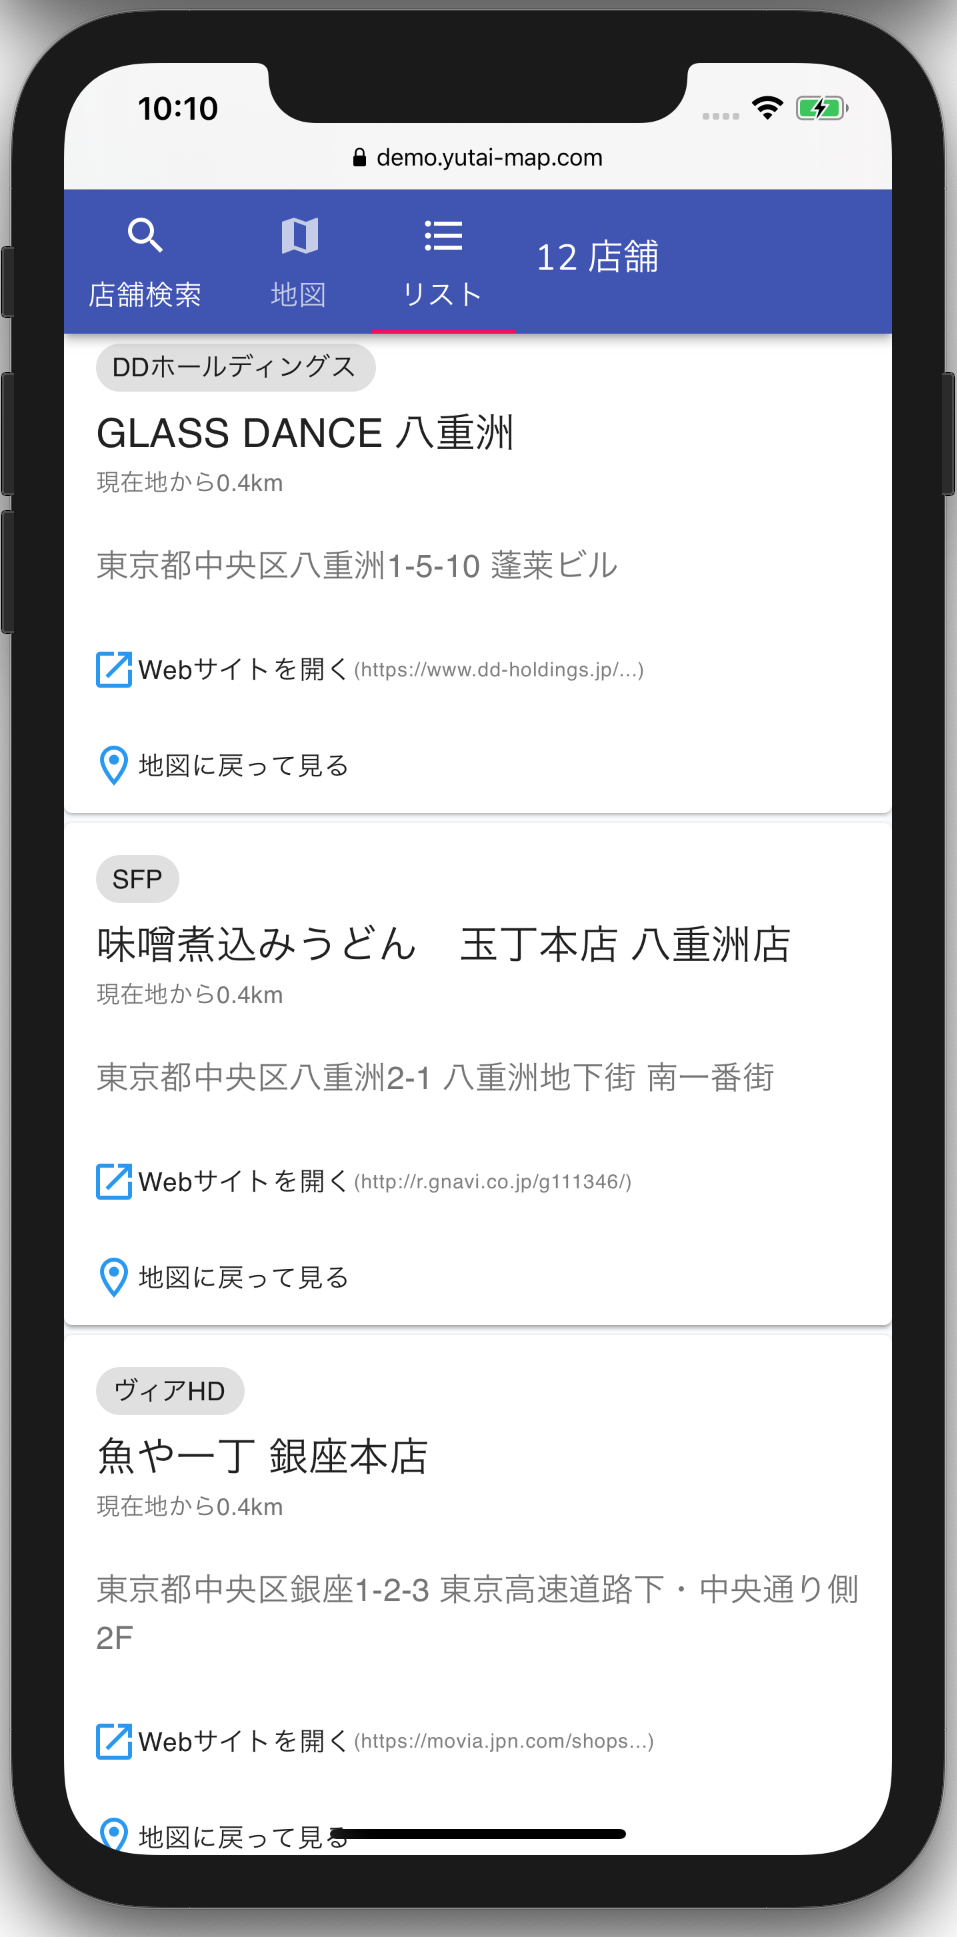 10:10
demo.yutai-map.com
店舗検索
地図
リスト
12 店舗
DDホールディングス
GLASS DANCE 八重洲
現在地から0.4km
東京都中央区八重洲1-5-10 蓬莱ビル
Webサイトを開く(https://www.dd-holdings.jp/...)
地図に戻って見る
SFP
味噌煮込みうどん　玉丁本店 八重洲店
現在地から0.4km
東京都中央区八重洲2-1 八重洲地下街 南一番街
Webサイトを開く(http://r.gnavi.co.jp/g111346/)
地図に戻って見る
ヴィアHD
魚や一丁 銀座本店
現在地から0.4km
東京都中央区銀座1-2-3 東京高速道路下・中央通り側
2F
Webサイトを開く(https://movia.jpn.com/shops...)
地図に戻って見る